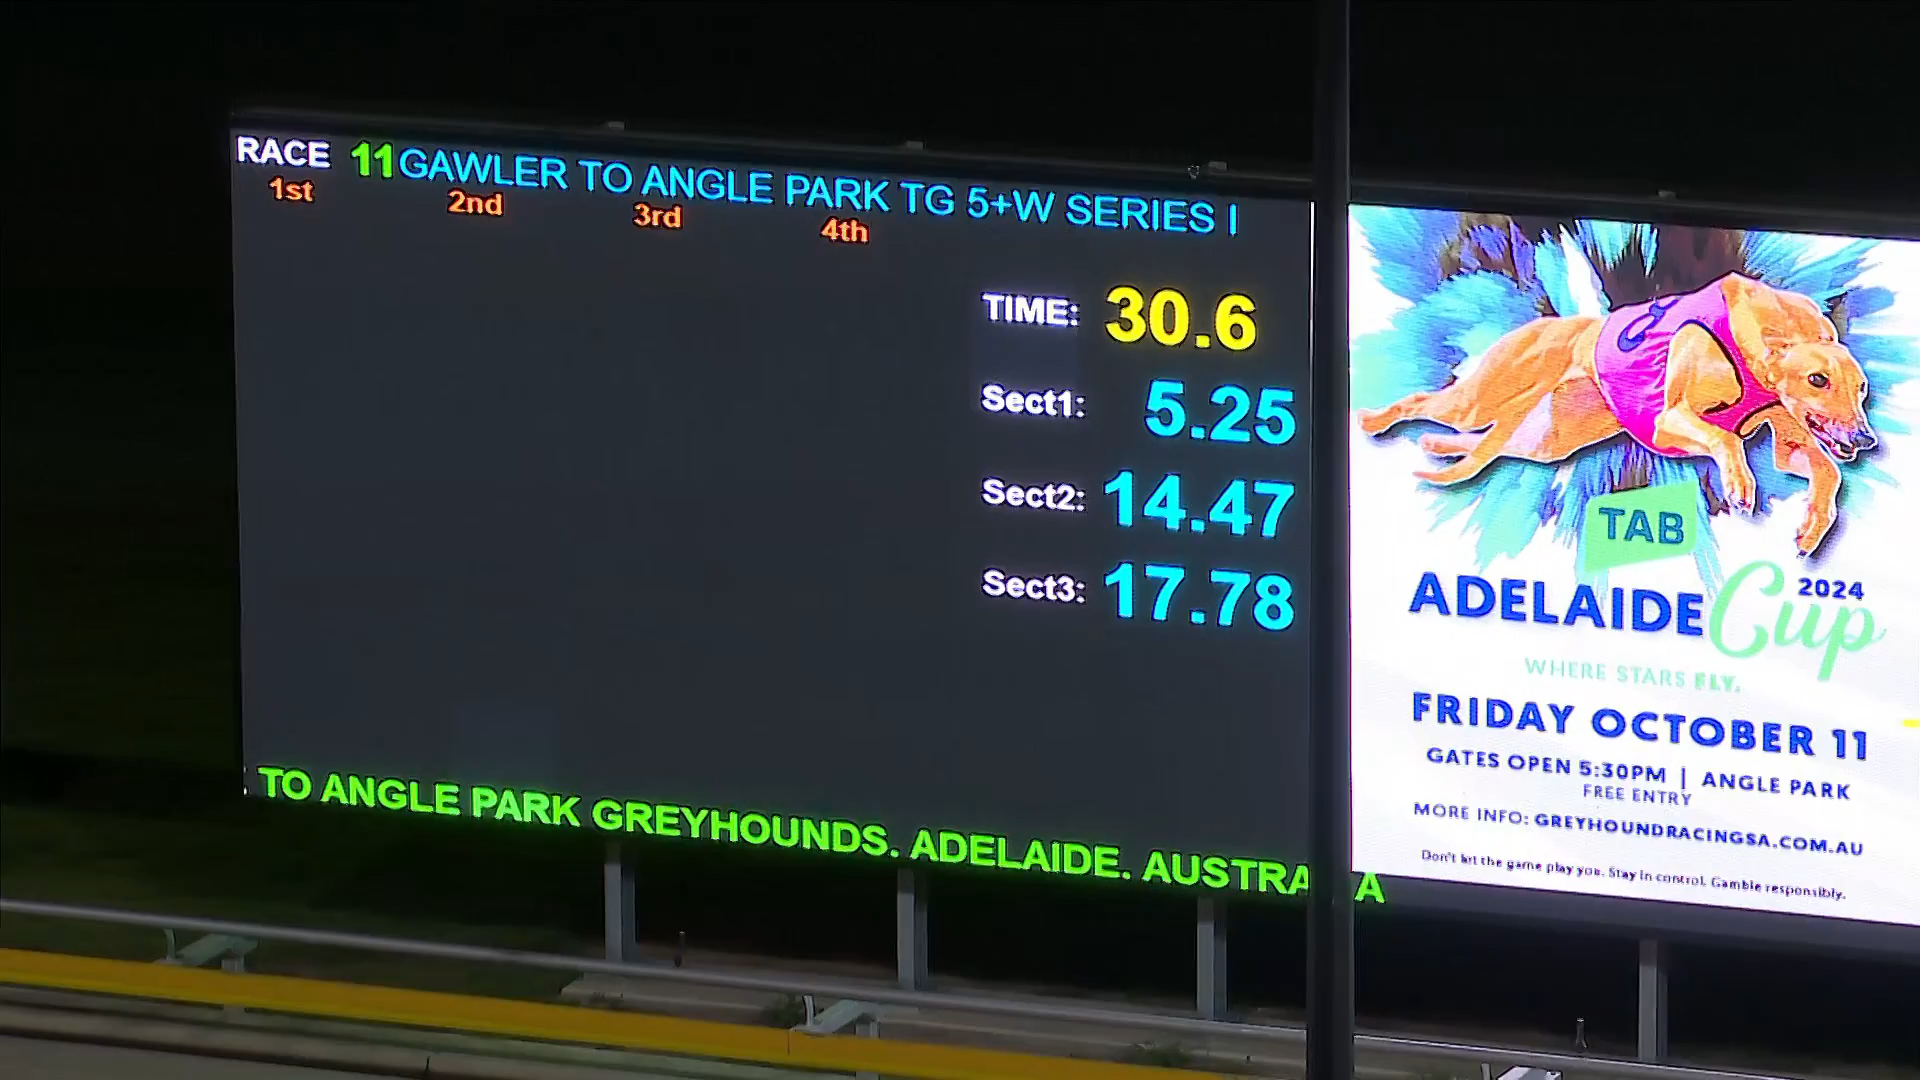 RACE 11 GAWLER TO ANGLE PARK TG 5+W SERIES I
1st 2nd 3rd 4th
TIME: 30.6
Sect1: 5.25
Sect2: 14.47
Sect3: 17.78
TO ANGLE PARK GREYHOUNDS. ADELAIDE. AUSTRA A
TAB
ADELAIDE Cup 2024
WHERE STARS FLY.
FRIDAY OCTOBER 11
GATES OPEN 5:30PM | ANGLE PARK
FREE ENTRY
MORE INFO: GREYHOUNDRACINGSA.COM.AU
Don't let the game play you. Stay in control. Gamble responsibly.